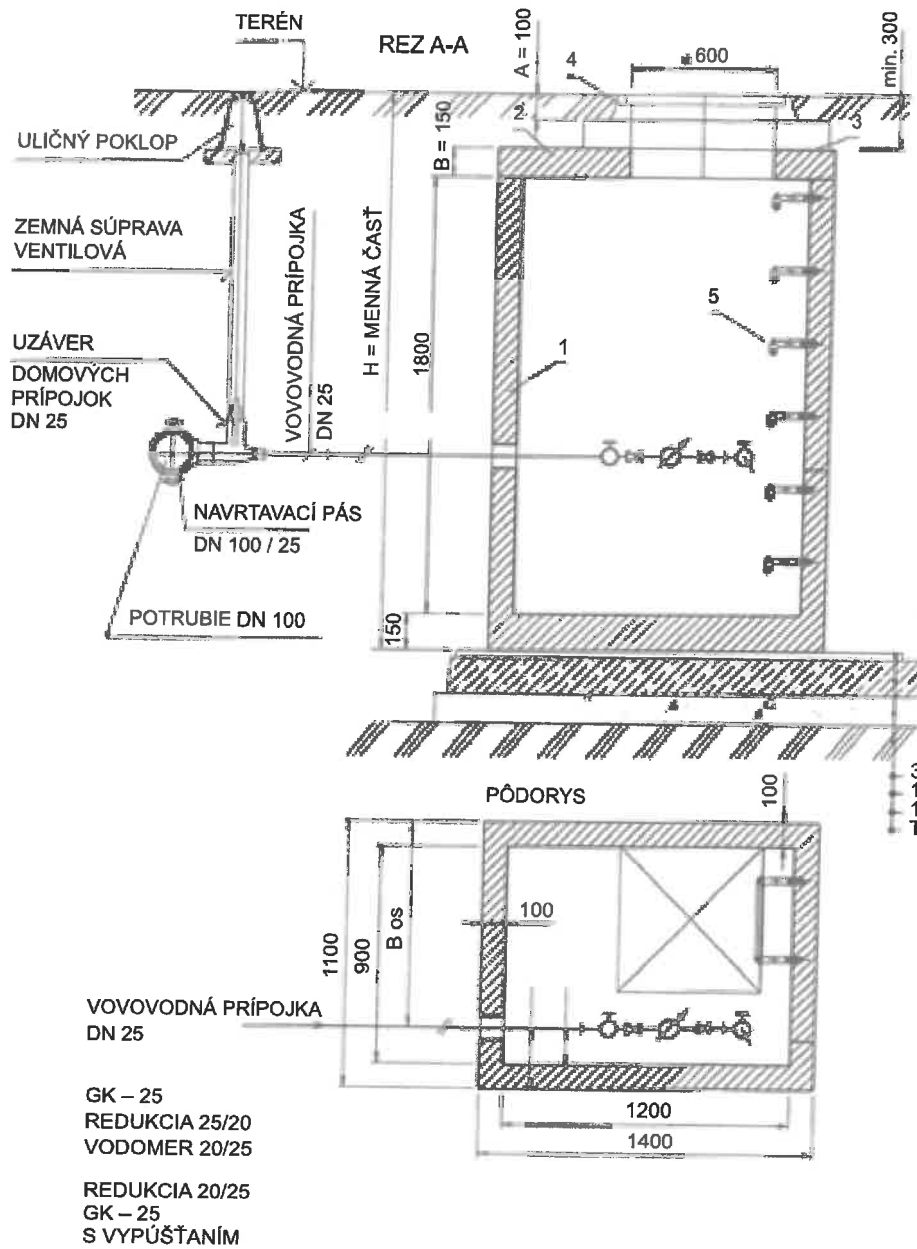 TERÉN
REZ A-A
A = 100
4
600
min. 300
ULIČNÝ POKLOP
2
B = 150
3
ZEMNÁ SÚPRAVA
VENTILOVÁ
VOVOVODNÁ PRÍPOJKA
DN 25
H = MENNÁ ČASŤ
1800
5
1
UZÁVER
DOMOVÝCH
PRÍPOJOK
DN 25
NAVRTAVACÍ PÁS
DN 100 / 25
POTRUBIE DN 100
150
3
1
1
T
PÔDORYS
100
1100
900
B os
100
VOVOVODNÁ PRÍPOJKA
DN 25
1200
1400
GK – 25
REDUKCIA 25/20
VODOMER 20/25
REDUKCIA 20/25
GK – 25
S VYPÚŠŤANÍM